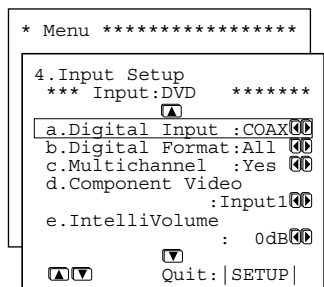 * Menu *****************
4.Input Setup
*** Input:DVD *******
a.Digital Input :COAX
b.Digital Format:All
c.Multichannel :Yes
d.Component Video
:Input1
e.IntelliVolume
: 0dB
Quit:|SETUP|